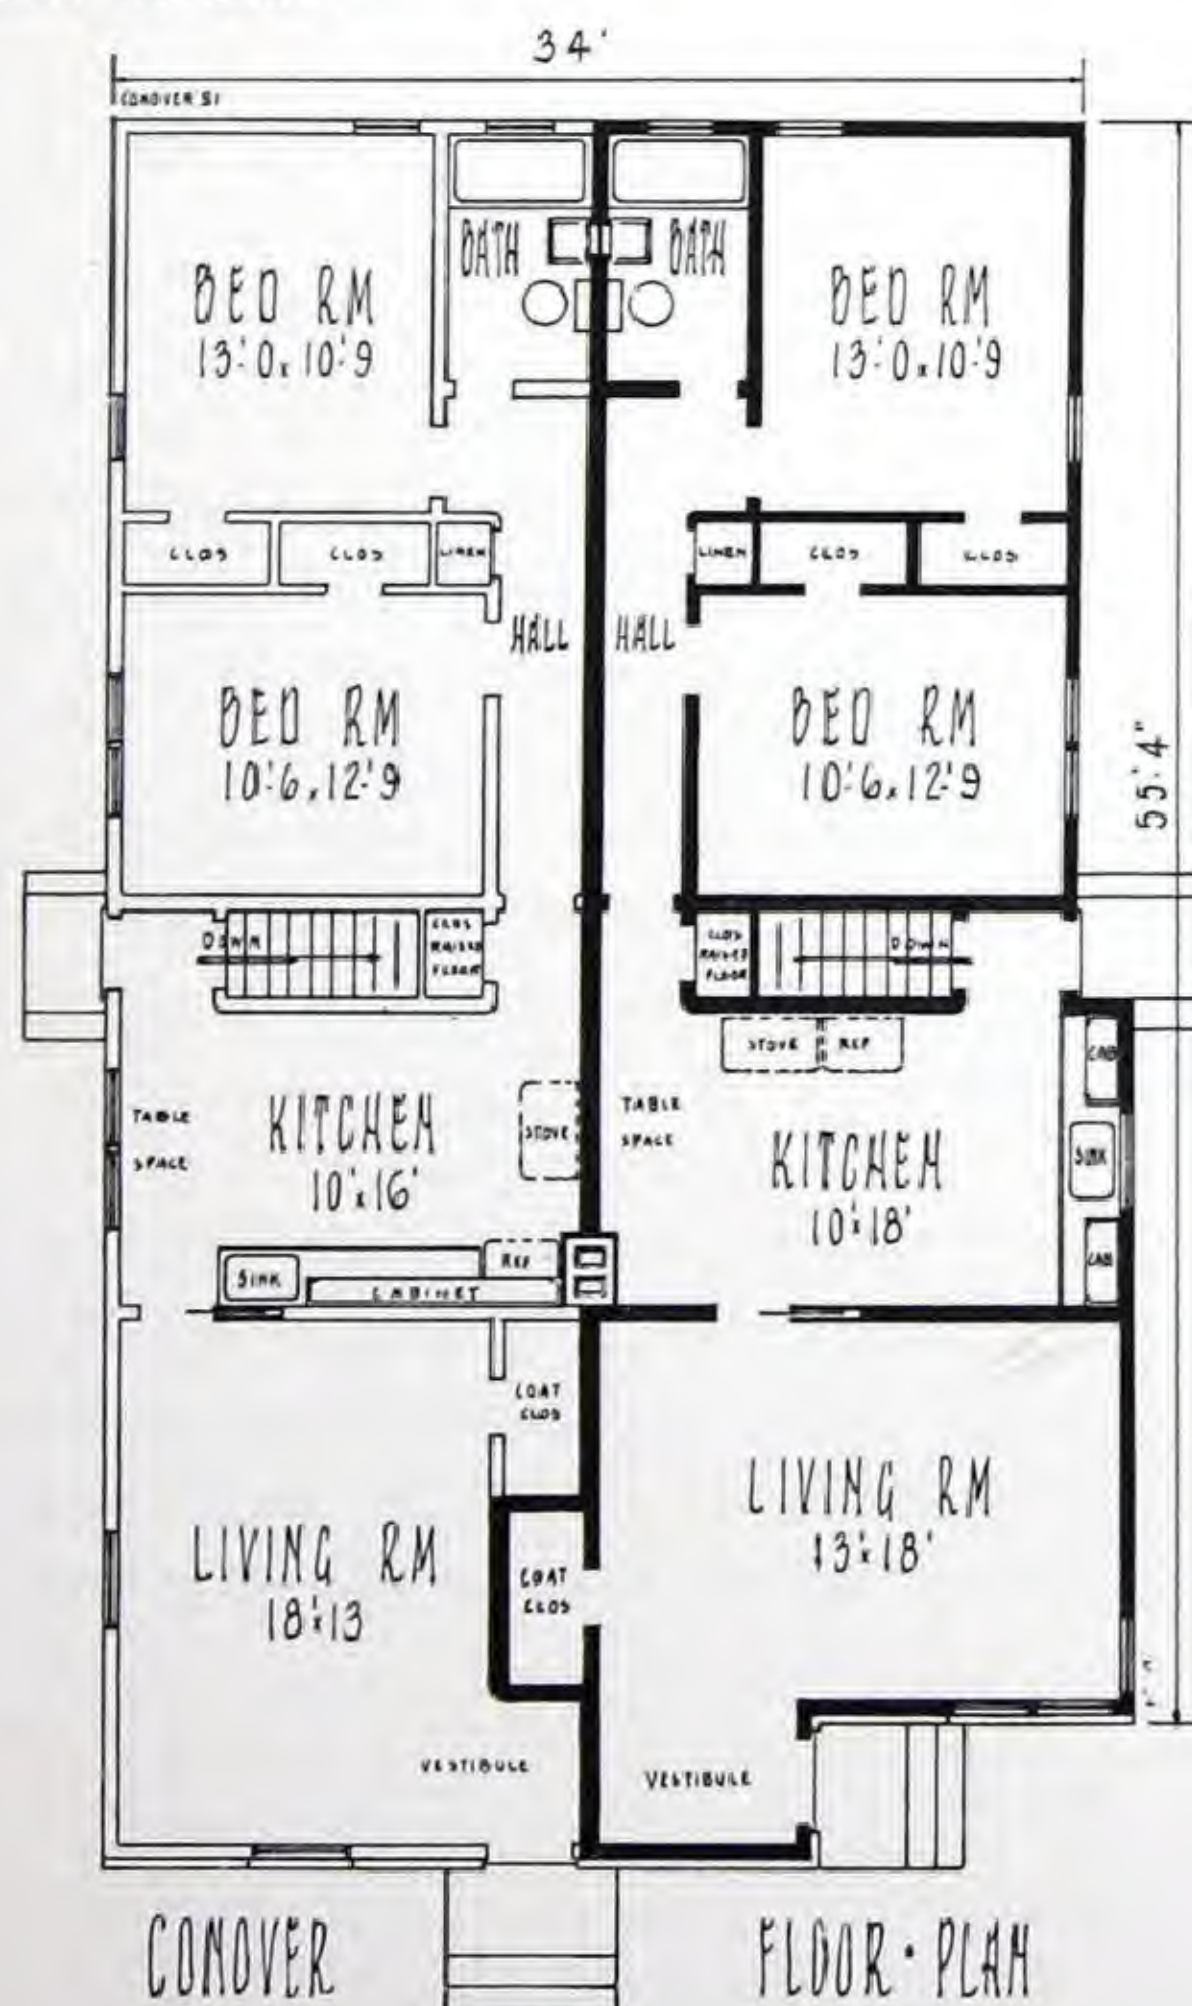 34'
CONOVER ST
BATH
BATH
BED RM
13'-0 x 10'-9
BED RM
13'-0 x 10'-9
CLOS
CLOS
LINEN
LINEN
CLOS
CLOS
HALL
HALL
BED RM
10'-6 x 12'-9
BED RM
10'-6 x 12'-9
55'4"
DOWN
CLOS
RAISED
FLOOR
CLOS
RAISED
FLOOR
DOWN
STOVE
REF
CAB
TABLE
SPACE
KITCHEN
10' x 16'
STOVE
TABLE
SPACE
KITCHEN
10' x 18'
SINK
CAB
SINK
REF
CABINET
COAT
CLOS
LIVING RM
13' x 18'
LIVING RM
18' x 13
COAT
CLOS
VESTIBULE
VESTIBULE
CONOVER
FLOOR · PLAN